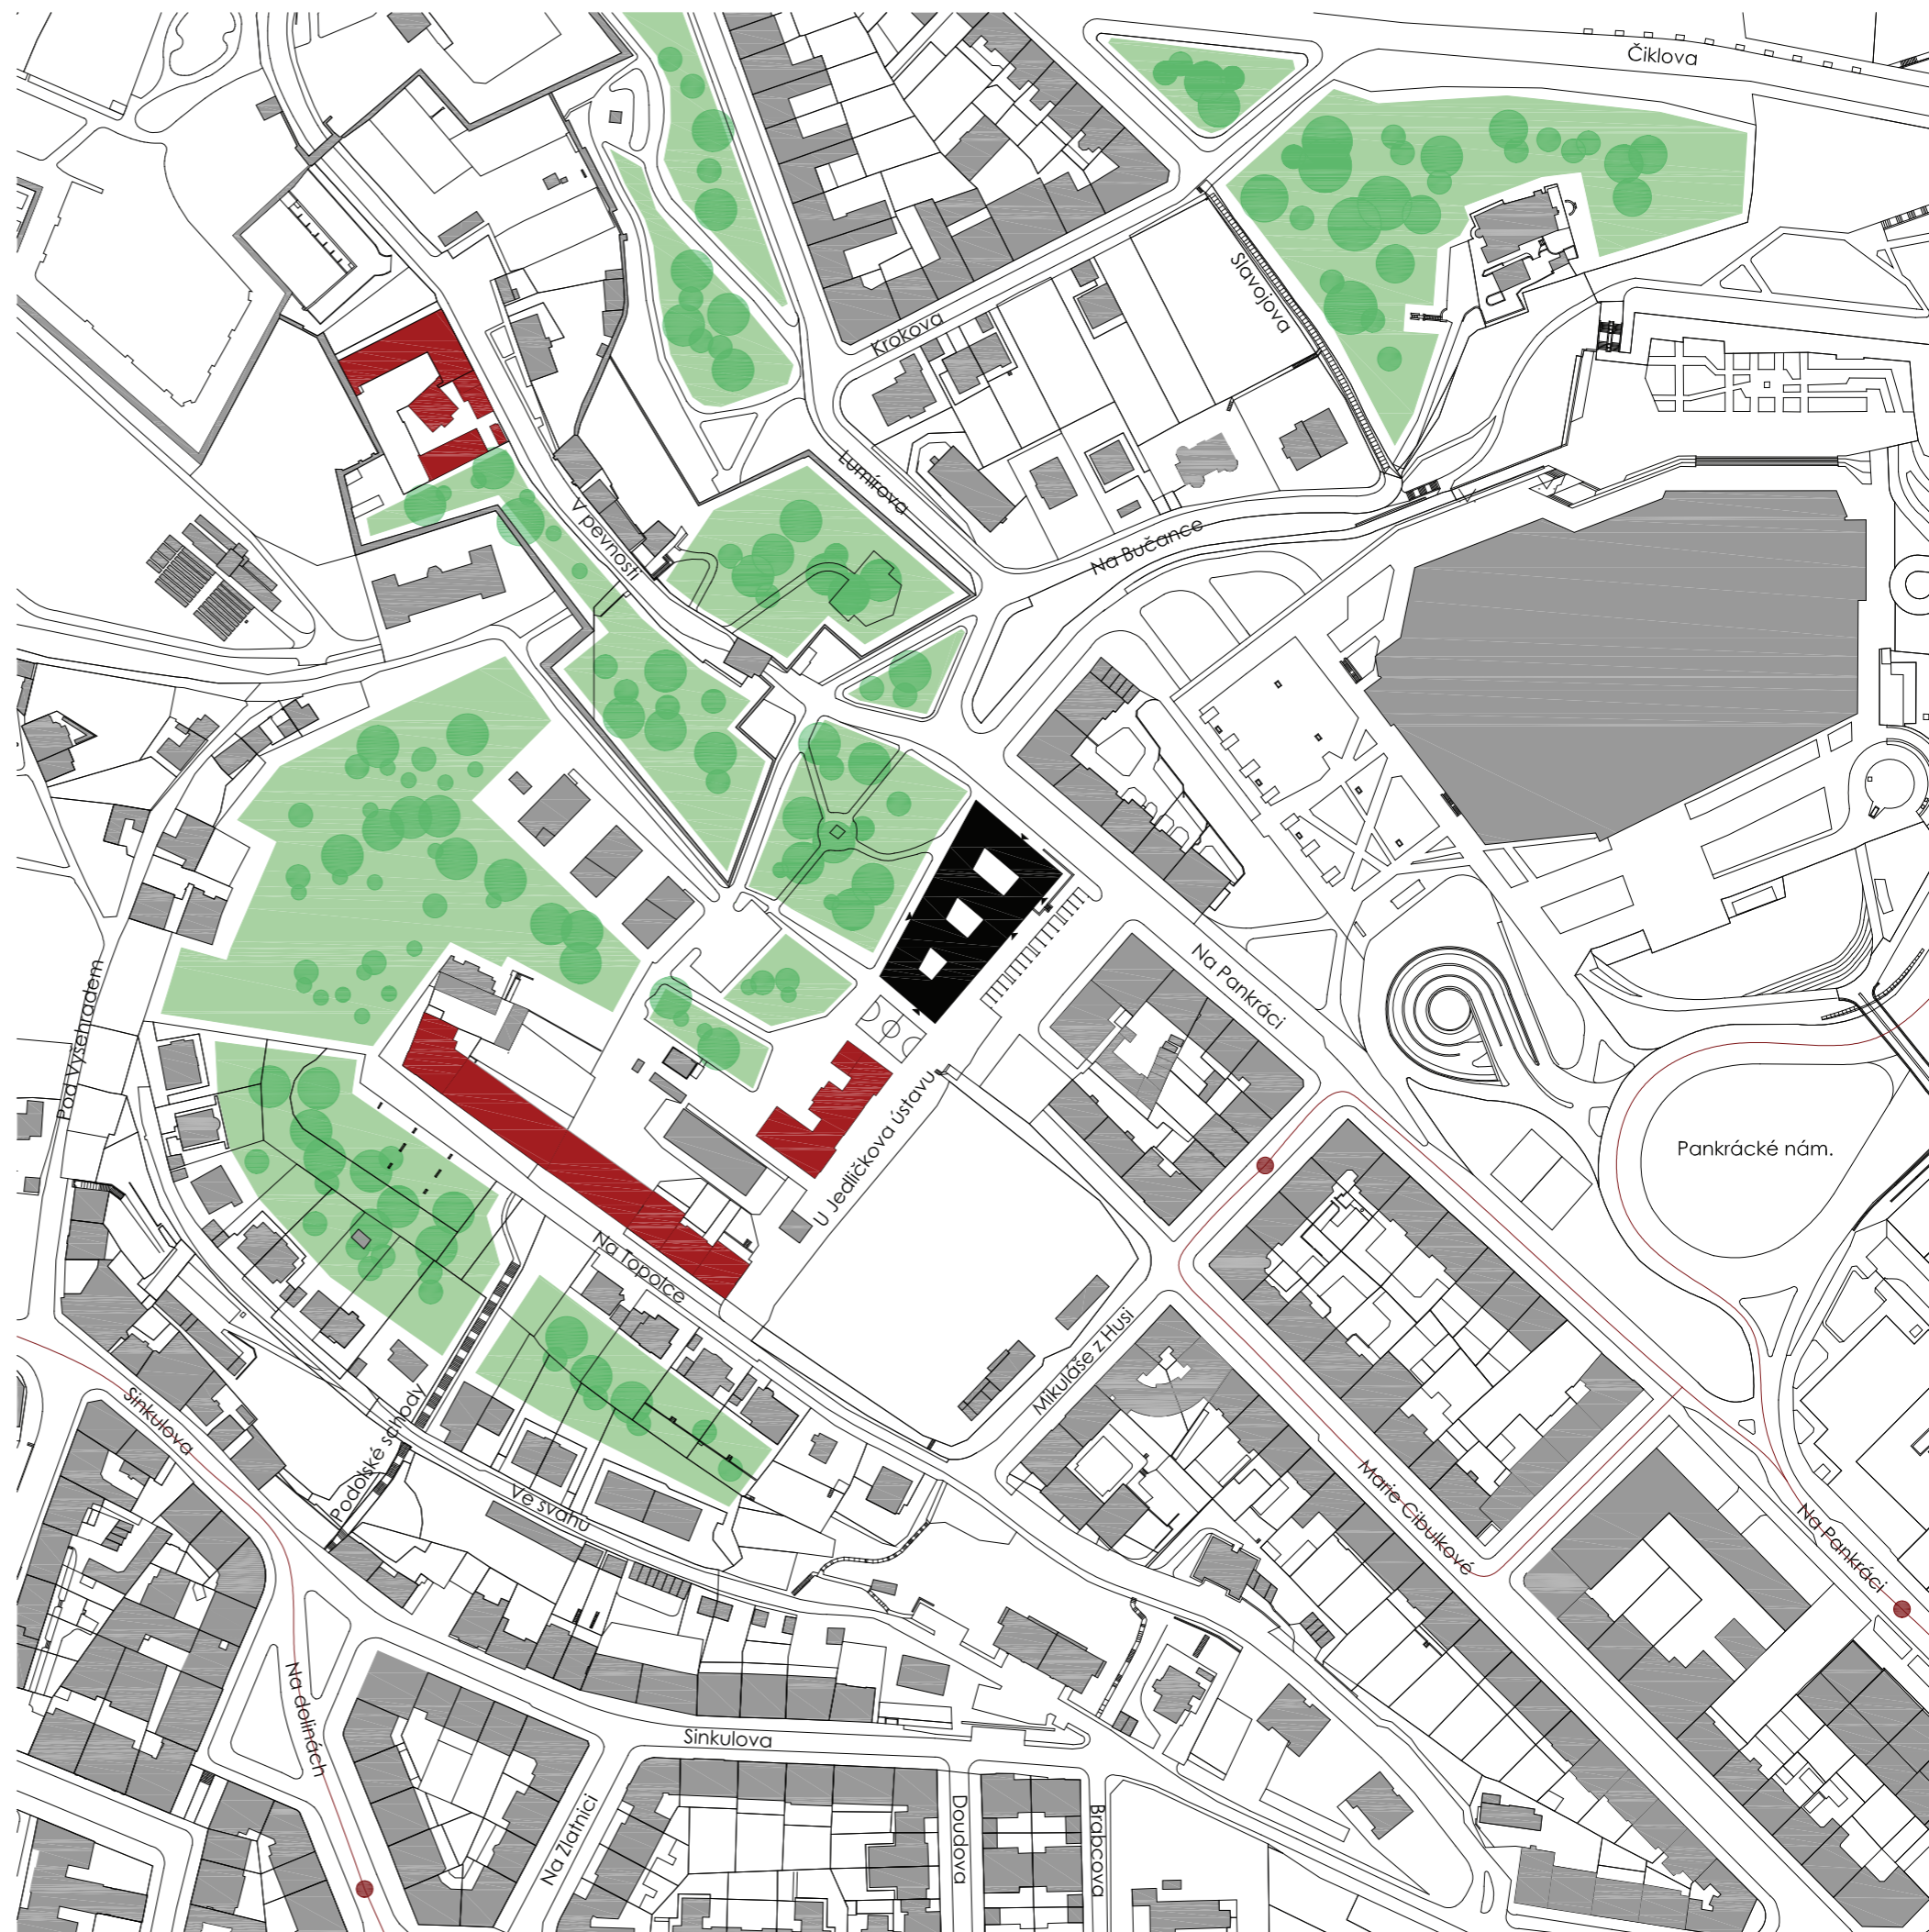 Čiklova
Slavojova
Krokova
Lumírova
V pevnosti
Na Bučance
Na Pankráci
Pod Vyšehradem
U Jedličkova ústavu
Pankrácké nám.
Na Topolce
Mikuláše z Husi
Sinkulova
Podolské schody
Ve svahu
Marie Cibulkové
Na Pankráci
Na dolinách
Sinkulova
Na Zlatnici
Doudova
Brabcova